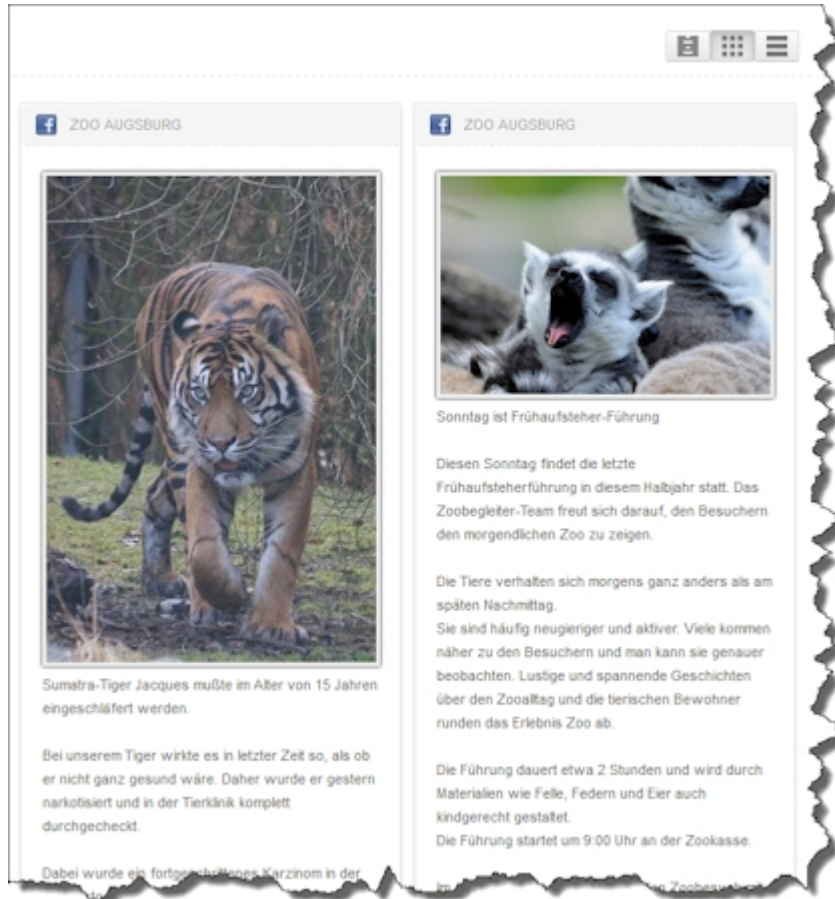 ZOO AUGSBURG
Sumatra-Tiger Jacques mußte im Alter von 15 Jahren
eingeschläfert werden.
Bei unserem Tiger wirkte es in letzter Zeit so, als ob
er nicht ganz gesund wäre. Daher wurde er gestern
narkotisiert und in der Tierklinik komplett
durchgecheckt.
Dabei wurde ein fortgeschrittenes Karzinom in der
ZOO AUGSBURG
Sonntag ist Frühaufsteher-Führung
Diesen Sonntag findet die letzte
Frühaufsteherführung in diesem Halbjahr statt. Das
Zoobegleiter-Team freut sich darauf, den Besuchern
den morgendlichen Zoo zu zeigen.
Die Tiere verhalten sich morgens ganz anders als am
späten Nachmittag.
Sie sind häufig neugieriger und aktiver. Viele kommen
näher zu den Besuchern und man kann sie genauer
beobachten. Lustige und spannende Geschichten
über den Zooalltag und die tierischen Bewohner
runden das Erlebnis Zoo ab.
Die Führung dauert etwa 2 Stunden und wird durch
Materialien wie Felle, Federn und Eier auch
kindgerecht gestaltet.
Die Führung startet um 9:00 Uhr an der Zookasse.
Im